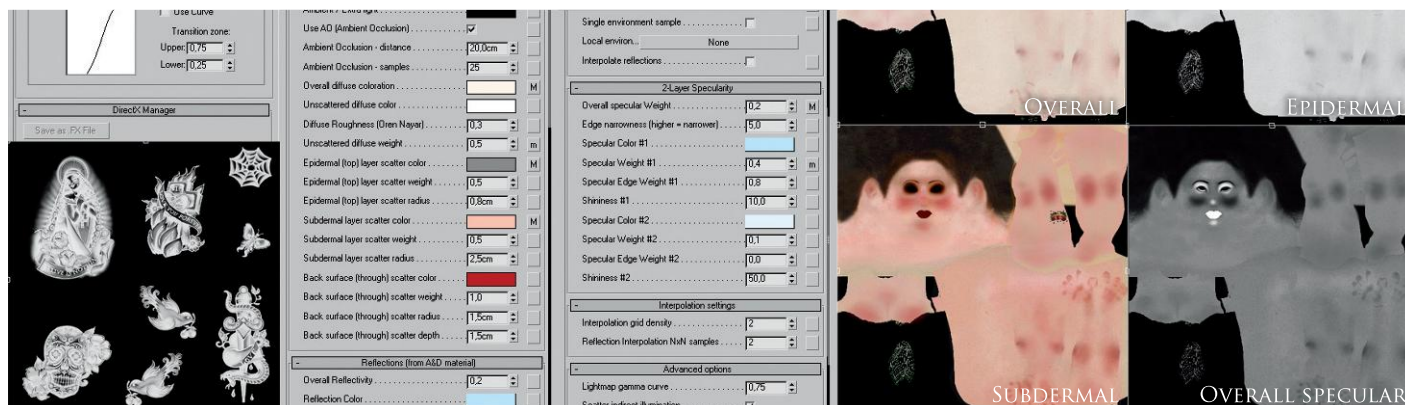 Use Curve
Transition zone:
Upper: 0,75
Lower: 0,25
- DirectX Manager
Save as .FX File
Ambient / Extra light
Use AO (Ambient Occlusion)
Ambient Occlusion - distance 20,0cm
Ambient Occlusion - samples 25
Overall diffuse coloration M
Unscattered diffuse color
Diffuse Roughness (Oren Nayar) 0,3
Unscattered diffuse weight 0,5 m
Epidermal (top) layer scatter color M
Epidermal (top) layer scatter weight 0,5
Epidermal (top) layer scatter radius 0,8cm
Subdermal layer scatter color M
Subdermal layer scatter weight 0,5
Subdermal layer scatter radius 2,5cm
Back surface (through) scatter color
Back surface (through) scatter weight 1,0
Back surface (through) scatter radius 1,5cm
Back surface (through) scatter depth 1,5cm
- Reflections (from A&D material)
Overall Reflectivity 0,2
Reflection Color
Single environment sample
Local environ... None
Interpolate reflections
- 2-Layer Specularity
Overall specular Weight 0,2 M
Edge narrowness (higher = narrower) 5,0
Specular Color #1
Specular Weight #1 0,4 m
Specular Edge Weight #1 0,8
Shininess #1 10,0
Specular Color #2
Specular Weight #2 0,1
Specular Edge Weight #2 0,0
Shininess #2 50,0
- Interpolation settings
Interpolation grid density 2
Reflection Interpolation NxN samples 2
- Advanced options
Lightmap gamma curve 0,75
Scatter indirect illumination
OVERALL
EPIDERMAL
SUBDERMAL
OVERALL SPECULAR